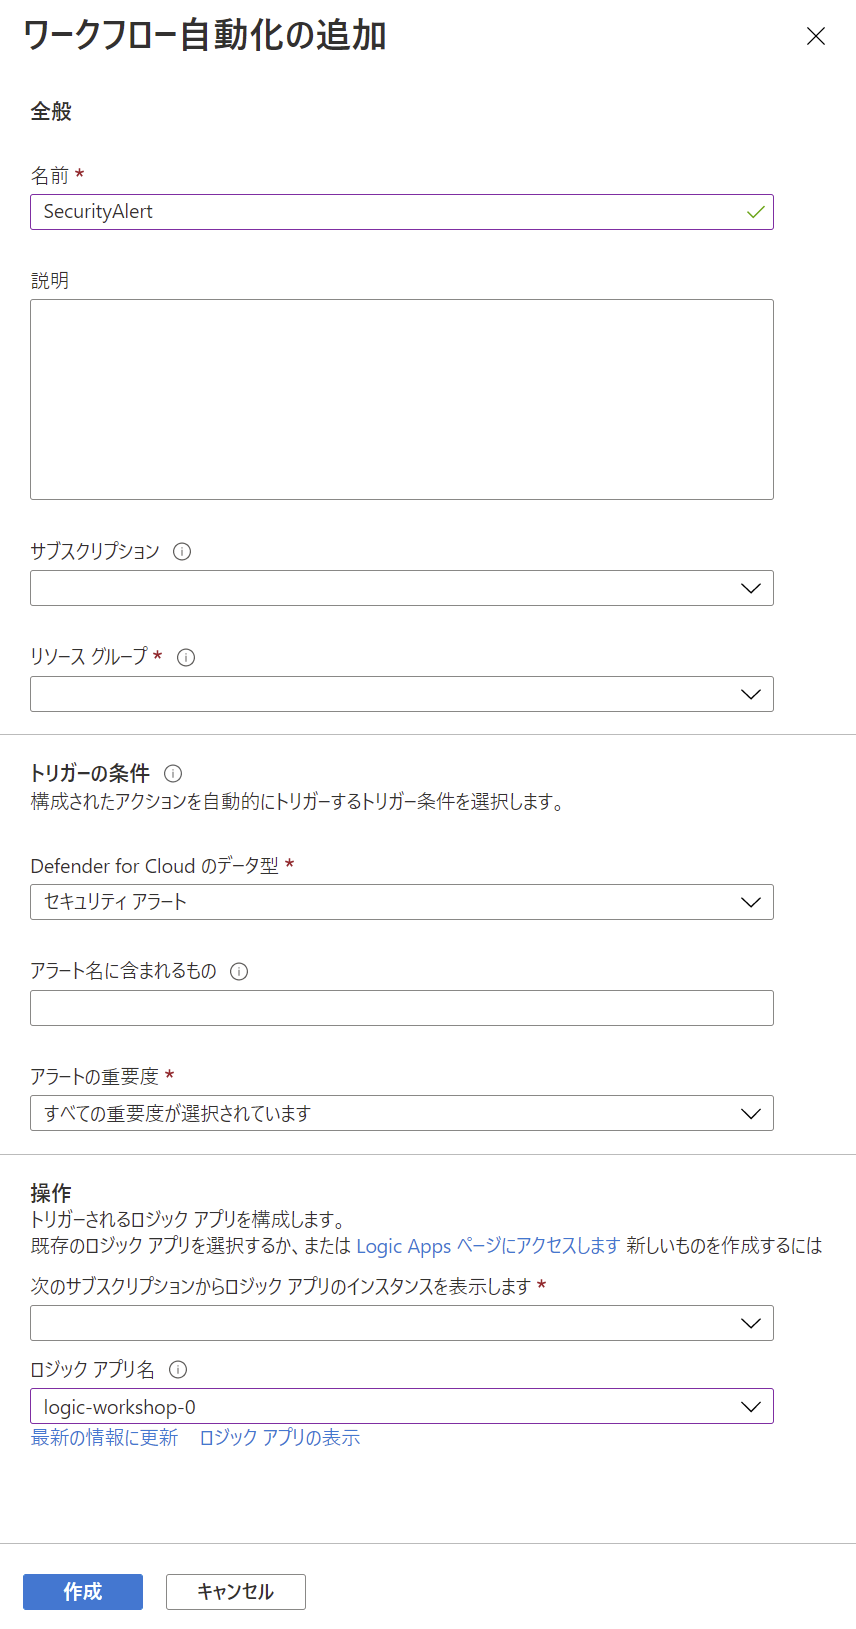 ワークフロー自動化の追加
全般
名前 *
SecurityAlert
説明
サブスクリプション
リソース グループ *
トリガーの条件
構成されたアクションを自動的にトリガーするトリガー条件を選択します。
Defender for Cloud のデータ型 *
セキュリティ アラート
アラート名に含まれるもの
アラートの重要度 *
すべての重要度が選択されています
操作
トリガーされるロジック アプリを構成します。
既存のロジック アプリを選択するか、または Logic Apps ページにアクセスします 新しいものを作成するには
次のサブスクリプションからロジック アプリのインスタンスを表示します *
ロジック アプリ名
logic-workshop-0
最新の情報に更新 ロジック アプリの表示
作成 キャンセル